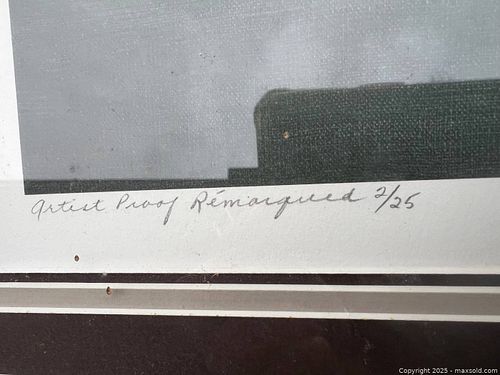 Artist Proof Rémarqued 2/25
Copyright 2025 - maxsold.com